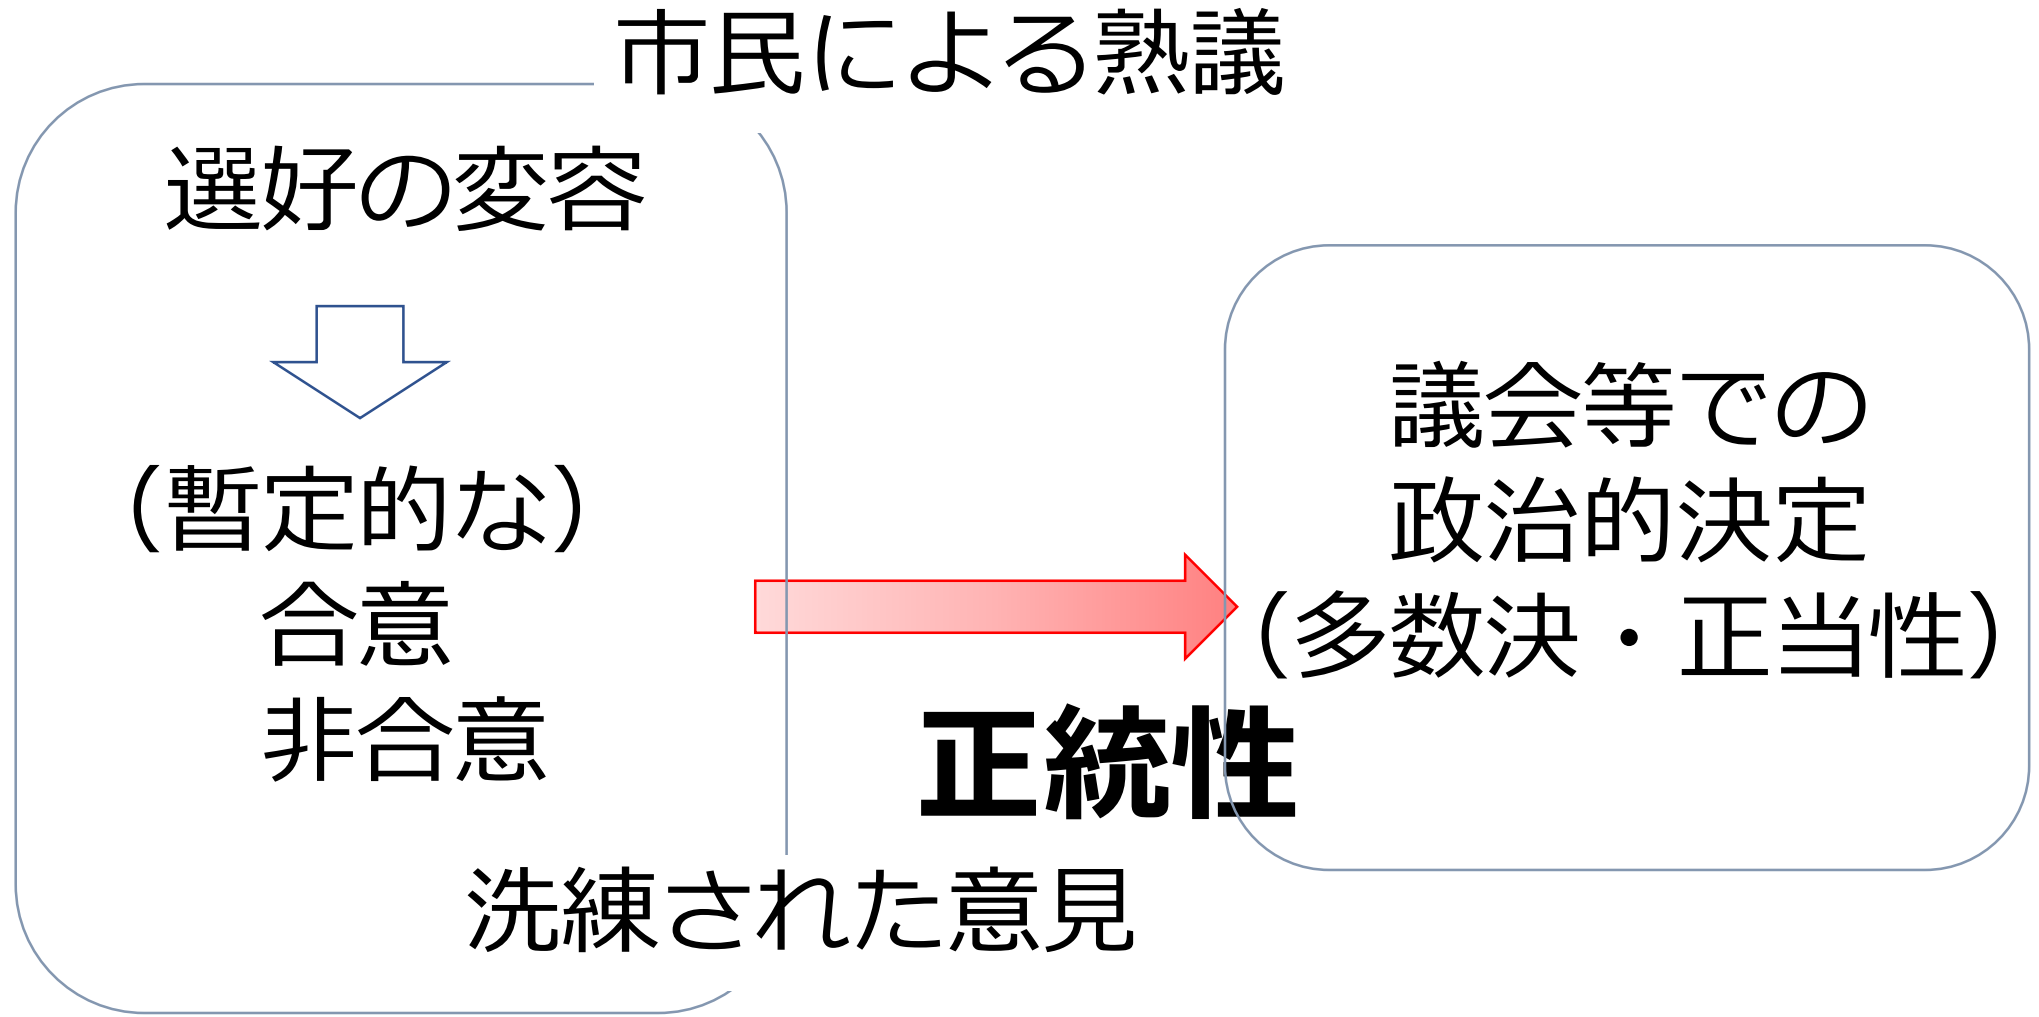 市民による熟議
選好の変容
（暫定的な）
合意
非合意
議会等での
政治的決定
（多数決・正当性）
正統性
洗練された意見